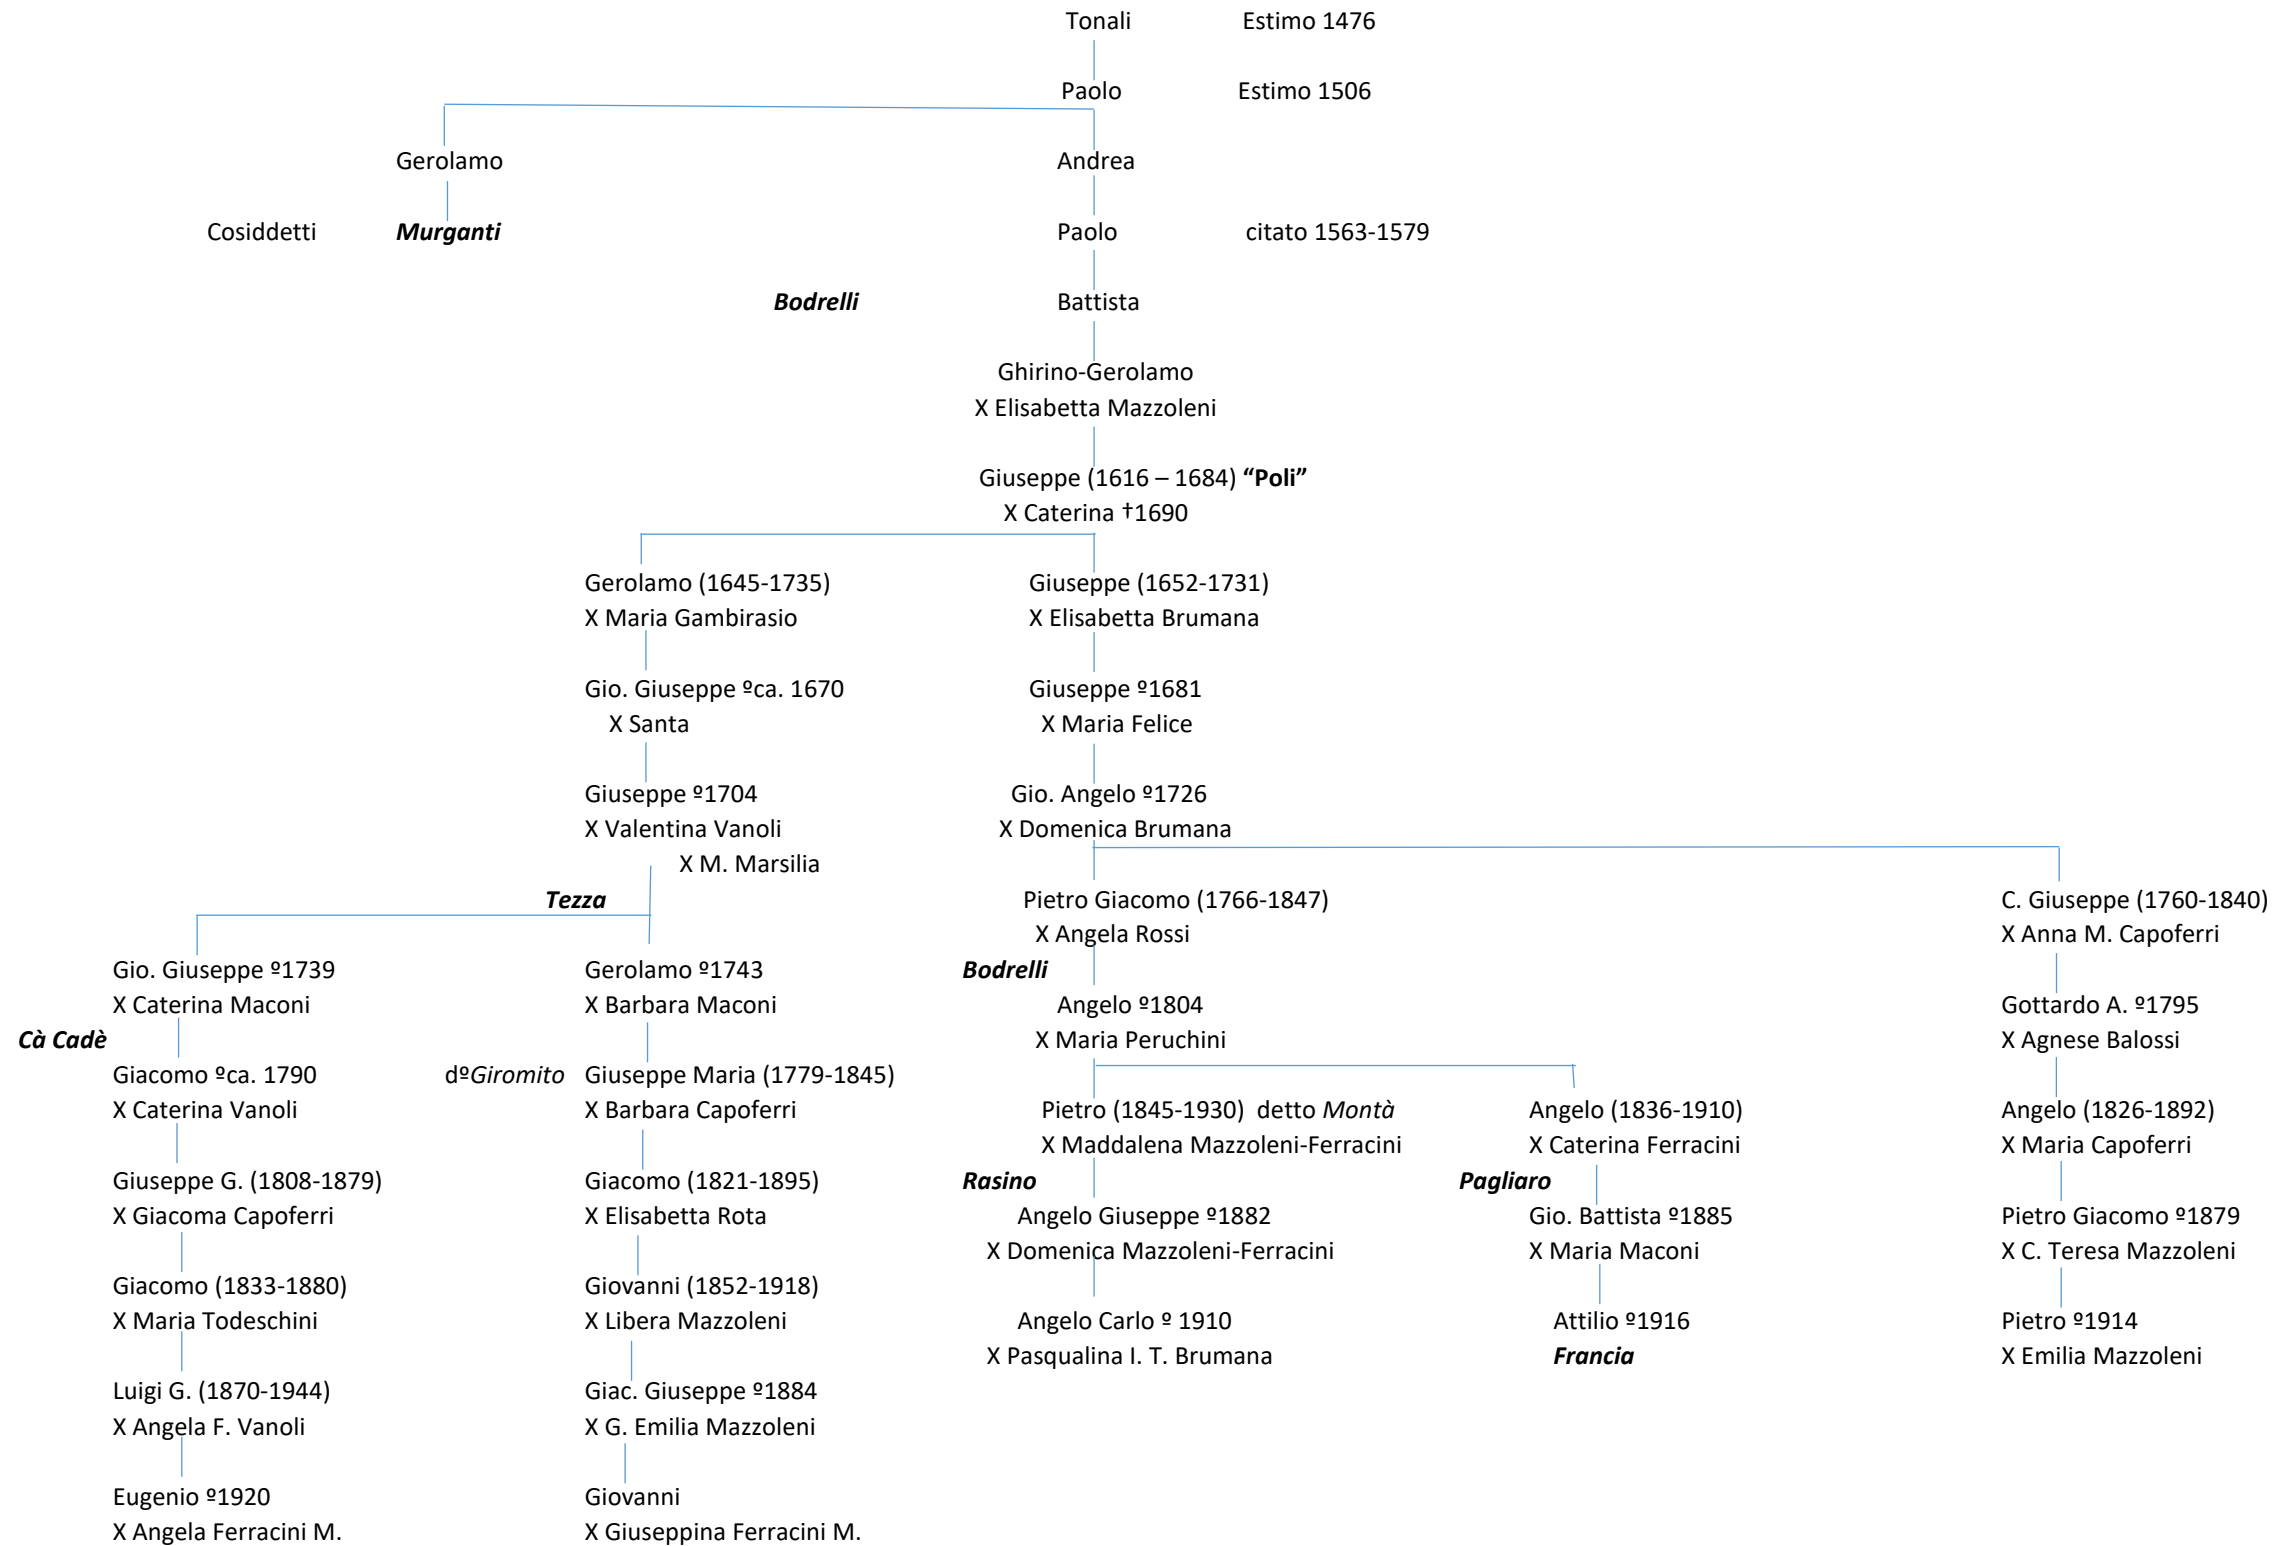 Tonali Estimo 1476
Paolo Estimo 1506
Gerolamo Andrea
Cosiddetti Murganti Paolo citato 1563-1579
Bodrelli Battista
Ghirino-Gerolamo
X Elisabetta Mazzoleni
Giuseppe (1616 – 1684) “Poli”
X Caterina †1690
Gerolamo (1645-1735) Giuseppe (1652-1731)
X Maria Gambirasio X Elisabetta Brumana
Gio. Giuseppe ºca. 1670 Giuseppe º1681
X Santa X Maria Felice
Giuseppe º1704 Gio. Angelo º1726
X Valentina Vanoli X Domenica Brumana
X M. Marsilia
Tezza Pietro Giacomo (1766-1847) C. Giuseppe (1760-1840)
X Angela Rossi X Anna M. Capoferri
Gio. Giuseppe º1739 Gerolamo º1743 Bodrelli Gottardo A. º1795
X Caterina Maconi X Barbara Maconi Angelo º1804
Cà Cadè X Maria Peruchini X Agnese Balossi
Giacomo ºca. 1790 dºGiromito Giuseppe Maria (1779-1845)
X Caterina Vanoli X Barbara Capoferri Pietro (1845-1930) detto Montà Angelo (1836-1910) Angelo (1826-1892)
X Maddalena Mazzoleni-Ferracini X Caterina Ferracini X Maria Capoferri
Giuseppe G. (1808-1879) Giacomo (1821-1895) Rasino Pagliaro
X Giacoma Capoferri X Elisabetta Rota Angelo Giuseppe º1882 Gio. Battista º1885 Pietro Giacomo º1879
X Domenica Mazzoleni-Ferracini X Maria Maconi X C. Teresa Mazzoleni
Giacomo (1833-1880) Giovanni (1852-1918)
X Maria Todeschini X Libera Mazzoleni Angelo Carlo º 1910 Attilio º1916 Pietro º1914
X Pasqualina I. T. Brumana Francia X Emilia Mazzoleni
Luigi G. (1870-1944) Giac. Giuseppe º1884
X Angela F. Vanoli X G. Emilia Mazzoleni
Eugenio º1920 Giovanni
X Angela Ferracini M. X Giuseppina Ferracini M.